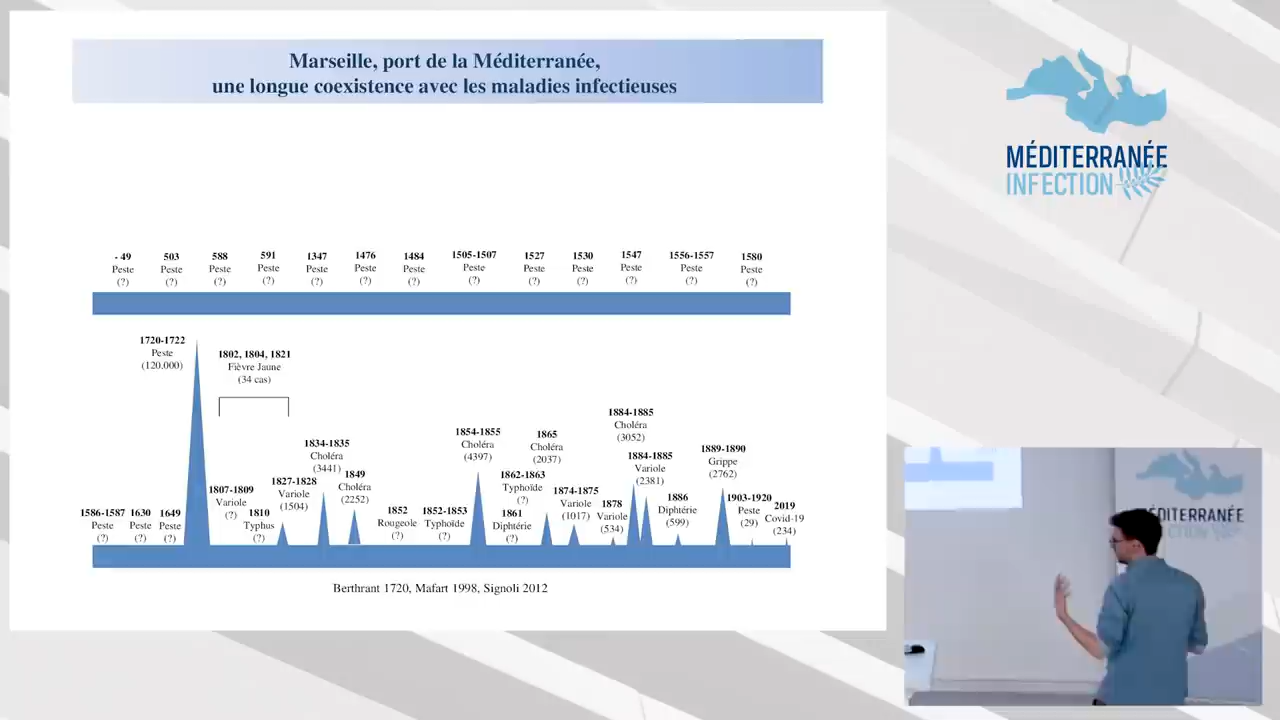 Marseille, port de la Méditerranée,
une longue coexistence avec les maladies infectieuses
MÉDITERRANÉE
INFECTION
- 49
Peste
(?)
503
Peste
(?)
588
Peste
(?)
591
Peste
(?)
1347
Peste
(?)
1476
Peste
(?)
1484
Peste
(?)
1505-1507
Peste
(?)
1527
Peste
(?)
1530
Peste
(?)
1547
Peste
(?)
1556-1557
Peste
(?)
1580
Peste
(?)
1586-1587
Peste
(?)
1630
Peste
(?)
1649
Peste
(?)
1720-1722
Peste
(120.000)
1802, 1804, 1821
Fièvre Jaune
(34 cas)
1807-1809
Variole
(?)
1810
Typhus
(?)
1827-1828
Variole
(1504)
1834-1835
Choléra
(3441)
1849
Choléra
(2252)
1852
Rougeole
(?)
1852-1853
Typhoïde
(?)
1854-1855
Choléra
(4397)
1861
Diphtérie
(?)
1862-1863
Typhoïde
(?)
1865
Choléra
(2037)
1874-1875
Variole
(1017)
1878
Variole
(534)
1884-1885
Choléra
(3052)
1884-1885
Variole
(2381)
1886
Diphtérie
(599)
1889-1890
Grippe
(2762)
1903-1920
Peste
(29)
2019
Covid-19
(234)
Berthrant 1720, Mafart 1998, Signoli 2012
MÉDITERRANÉE
INFECTION